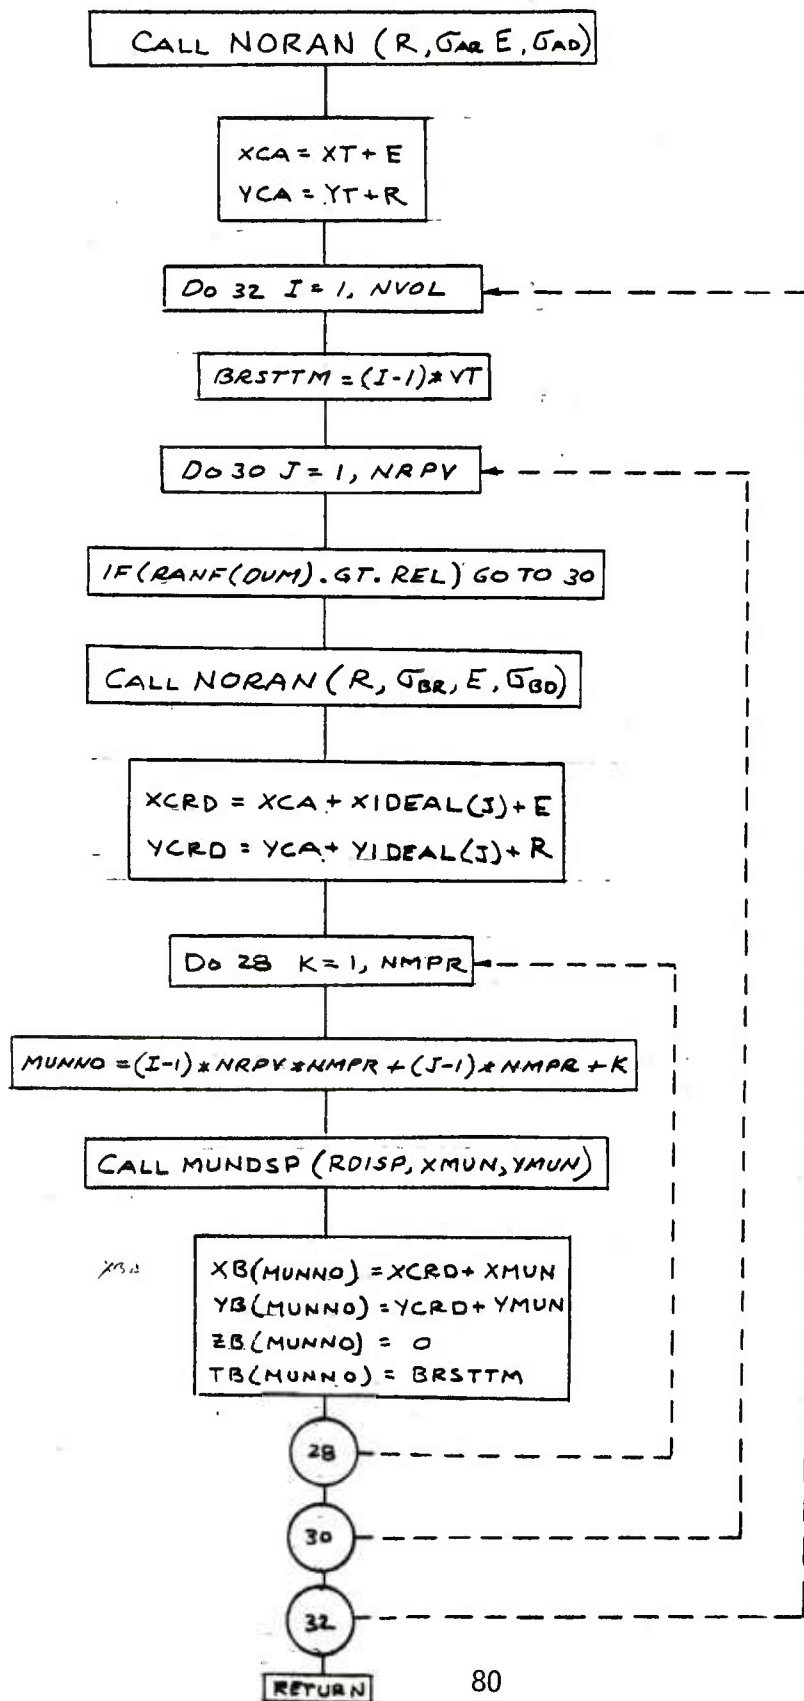 CALL NORAN (R, σAR E, σAD)
XCA = XT + E
YCA = YT + R
DO 32 I = 1, NVOL
BRSTTM = (I-1)*VT
DO 30 J = 1, NRPV
IF(RANF(DUM).GT.REL) GO TO 30
CALL NORAN (R, σBR, E, σBD)
XCRD = XCA + XIDEAL(J) + E
YCRD = YCA + YIDEAL(J) + R
DO 28 K = 1, NMPR
MUNNO = (I-1)*NRPV*NMPR + (J-1)*NMPR + K
CALL MUNDSP (RDISP, XMUN, YMUN)
XB(MUNNO) = XCRD + XMUN
YB(MUNNO) = YCRD + YMUN
ZB(MUNNO) = 0
TB(MUNNO) = BRSTTM
28
30
32
RETURN
80